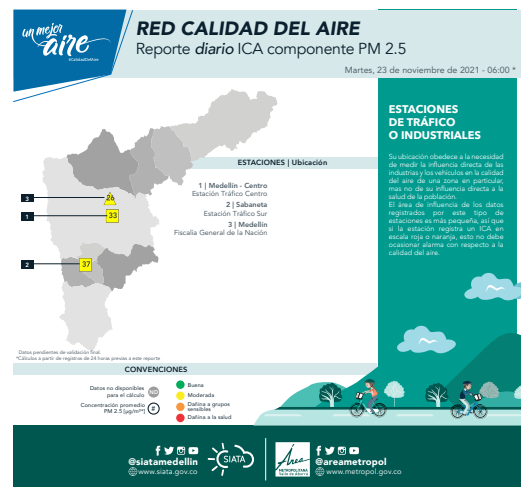 un mejor
aire
#CalidadDelAire
RED CALIDAD DEL AIRE
Reporte diario ICA componente PM 2.5
Martes, 23 de noviembre de 2021 - 06:00 *
ESTACIONES
DE TRÁFICO
O INDUSTRIALES
Su ubicación obedece a la necesidad
de medir la influencia directa de las
industrias y los vehículos en la calidad
del aire de una zona en particular,
mas no de su influencia directa a la
salud de la población.
El área de influencia de los datos
registrados por este tipo de
estaciones es más pequeña, así que
si la estación registra un ICA en
escala roja o naranja, esto no debe
ocasionar alarma con respecto a la
calidad del aire.
ESTACIONES | Ubicación
1 | Medellín - Centro
Estación Tráfico Centro
2 | Sabaneta
Estación Tráfico Sur
3 | Medellín
Fiscalía General de la Nación
3
26
1
33
2
37
Datos pendientes de validación final.
*Cálculos a partir de registros de 24 horas previas a este reporte
CONVENCIONES
Datos no disponibles
para el cálculo
Concentración promedio
PM 2.5 [µg/m³*]
#
Buena
Moderada
Dañina a grupos
sensibles
Dañina a la salud
@siatamedellin
www.siata.gov.co
SIATA
Área
METROPOLITANA
Valle de Aburrá
@areametropol
www.metropol.gov.co